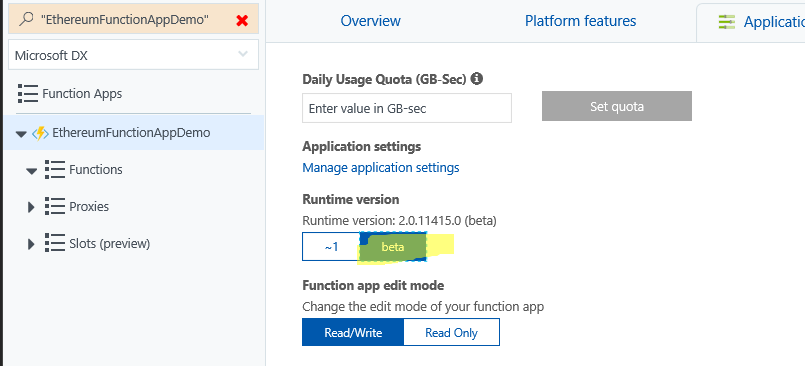 "EthereumFunctionAppDemo"
Microsoft DX
Function Apps
EthereumFunctionAppDemo
Functions
Proxies
Slots (preview)
Overview
Platform features
Applicatio
Daily Usage Quota (GB-Sec)
Enter value in GB-sec
Set quota
Application settings
Manage application settings
Runtime version
Runtime version: 2.0.11415.0 (beta)
~1
beta
Function app edit mode
Change the edit mode of your function app
Read/Write
Read Only